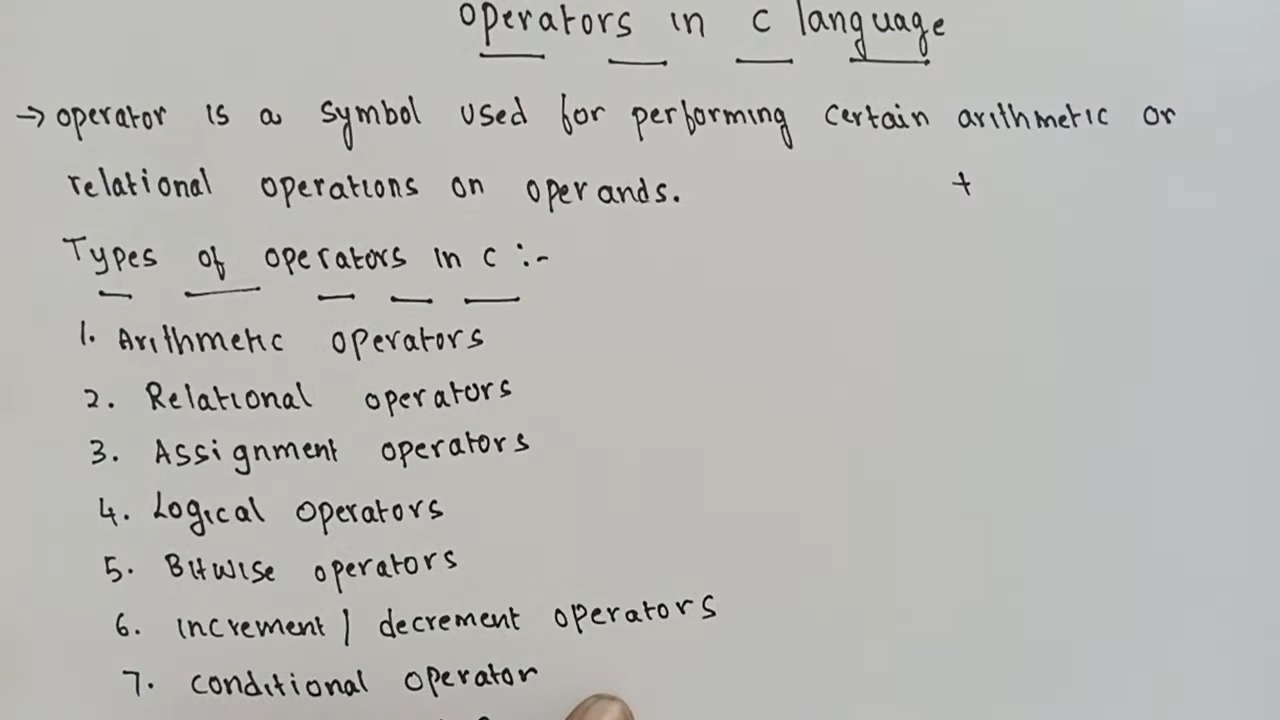 operators in c language
→ operator is a symbol used for performing certain arithmetic or
relational operations on operands.
+
Types of operators in c :-
1. Arithmetic operators
2. Relational operators
3. Assignment operators
4. Logical operators
5. Bitwise operators
6. increment | decrement operators
7. conditional operator